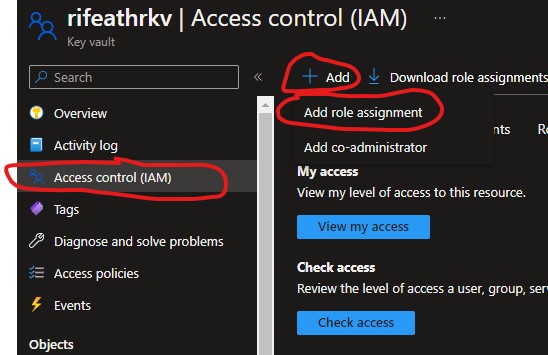 rifeathrkv | Access control (IAM) ...
Key vault
Search
«
+ Add
Download role assignments
Overview
Add role assignment
Activity log
Add co-administrator
Access control (IAM)
My access
View my level of access to this resource.
Tags
View my access
Diagnose and solve problems
Access policies
Check access
Review the level of access a user, group, ser
Events
Check access
Objects